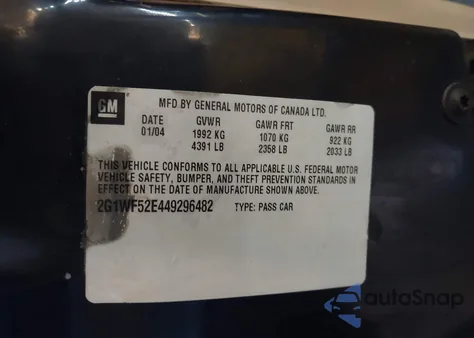 GM
MFD BY GENERAL MOTORS OF CANADA LTD.
DATE GVWR GAWR FRT GAWR RR
01/04 1992 KG 1070 KG 922 KG
4391 LB 2358 LB 2033 LB
THIS VEHICLE CONFORMS TO ALL APPLICABLE U.S. FEDERAL MOTOR
VEHICLE SAFETY, BUMPER, AND THEFT PREVENTION STANDARDS IN
EFFECT ON THE DATE OF MANUFACTURE SHOWN ABOVE.
2G1WF52E449296482 TYPE: PASS CAR
autoSnap